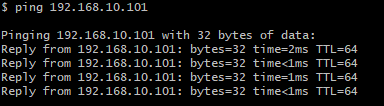 $ ping 192.168.10.101
Pinging 192.168.10.101 with 32 bytes of data:
Reply from 192.168.10.101: bytes=32 time=2ms TTL=64
Reply from 192.168.10.101: bytes=32 time<1ms TTL=64
Reply from 192.168.10.101: bytes=32 time=1ms TTL=64
Reply from 192.168.10.101: bytes=32 time<1ms TTL=64